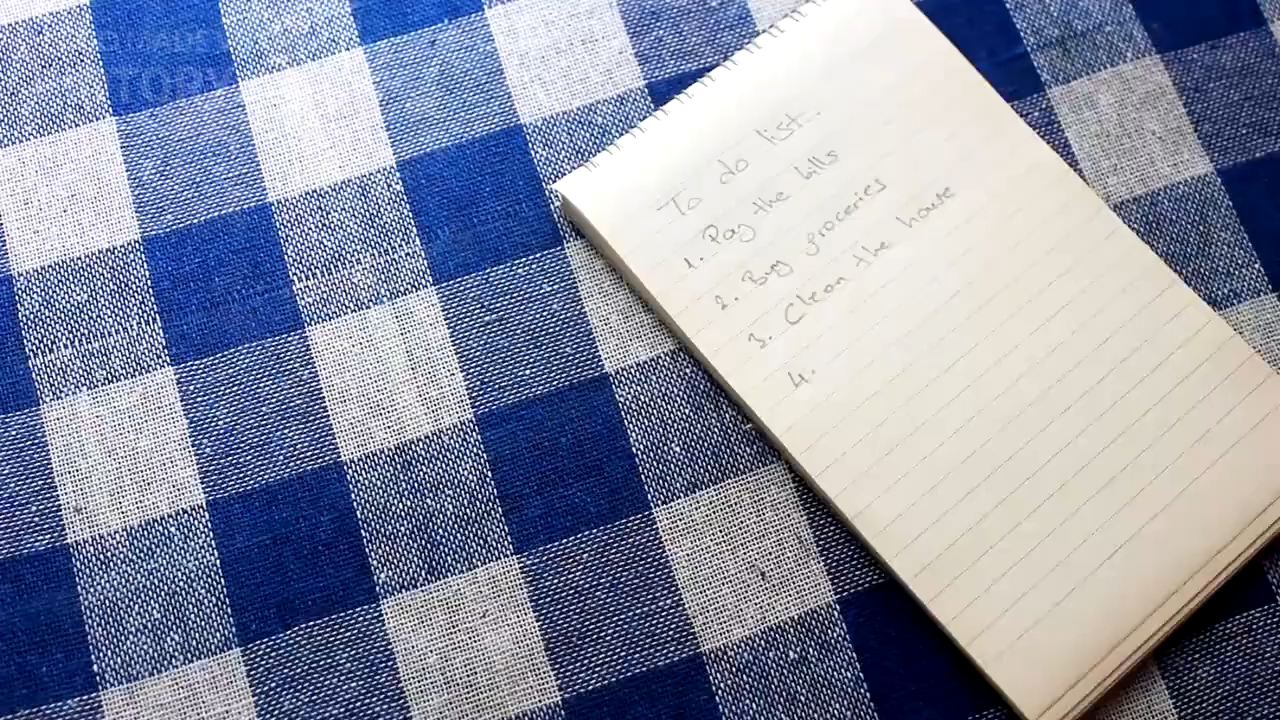 To do list.
1. Pay the bills
2. Buy groceries
3. Clean the house
4.